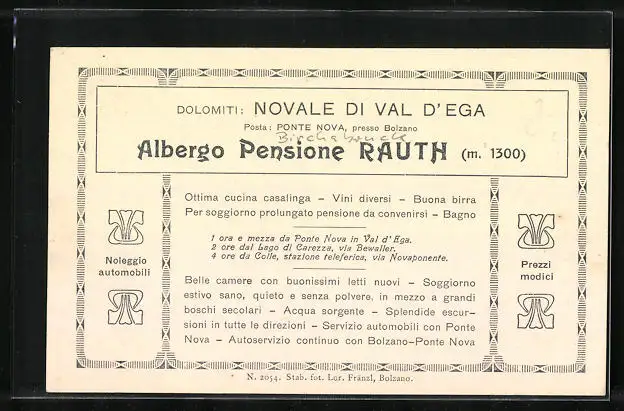 DOLOMITI: NOVALE DI VAL D'EGA
Posta: PONTE NOVA, presso Bolzano
Albergo Pensione RAUTH (m. 1300)
Ottima cucina casalinga – Vini diversi – Buona birra
Per soggiorno prolungato pensione da convenirsi – Bagno
1 ora e mezza da Ponte Nova in Val d'Ega.
2 ore dal Lago di Carezza, via Bewaller.
4 ore da Colle, stazione teleferica, via Novaponente.
Noleggio
automobili
Prezzi
modici
Belle camere con buonissimi letti nuovi – Soggiorno
estivo sano, quieto e senza polvere, in mezzo a grandi
boschi secolari – Acqua sorgente – Splendide escur-
sioni in tutte le direzioni – Servizio automobili con Ponte
Nova – Autoservizio continuo con Bolzano–Ponte Nova
N. 2054. Stab. fot. Lor. Fränzl, Bolzano.